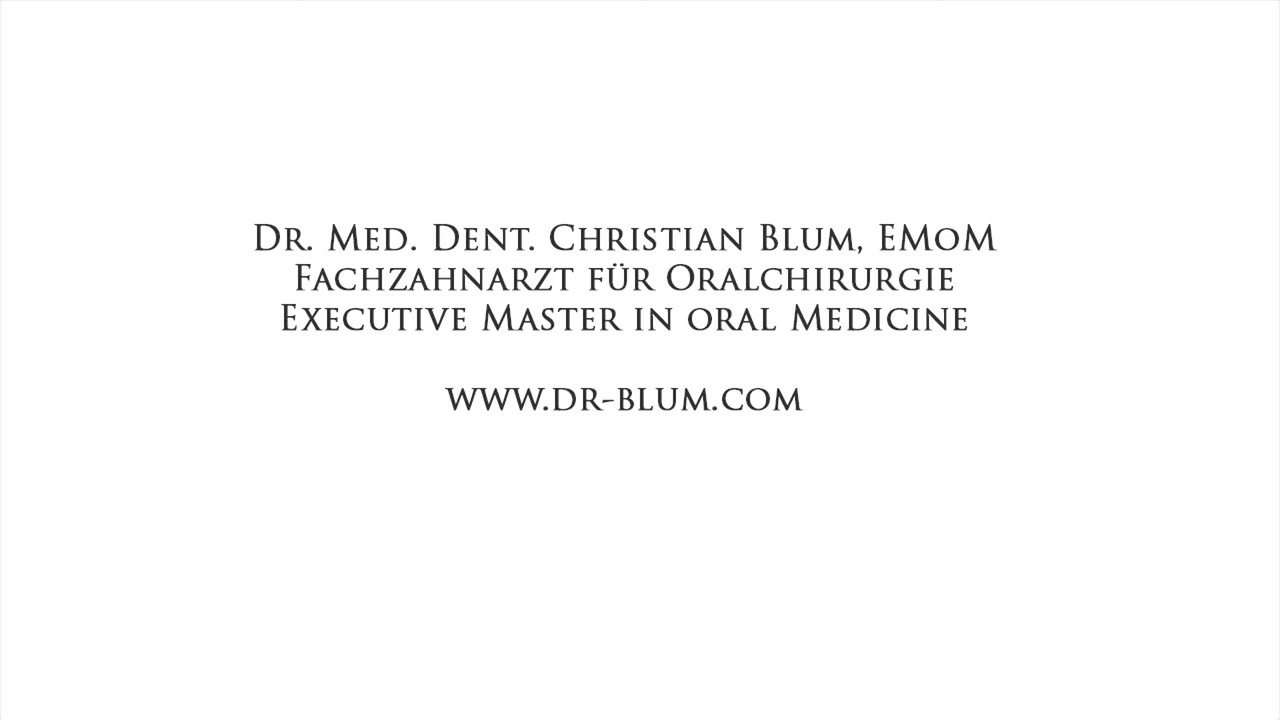 Dr. Med. Dent. Christian Blum, EMoM
Fachzahnarzt für Oralchirurgie
Executive Master in oral Medicine
www.dr-blum.com